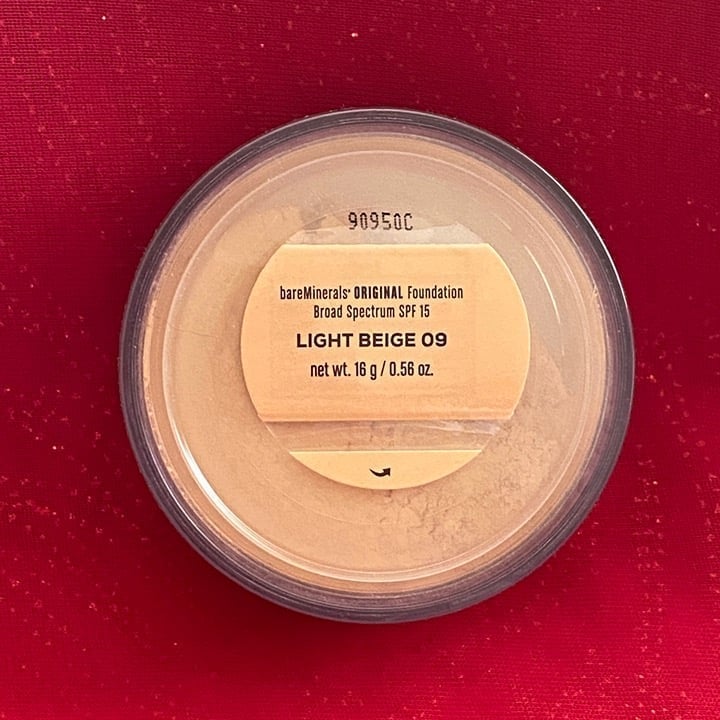 90950C
bareMinerals® ORIGINAL Foundation
Broad Spectrum SPF 15
LIGHT BEIGE 09
net wt. 16 g / 0.56 oz.